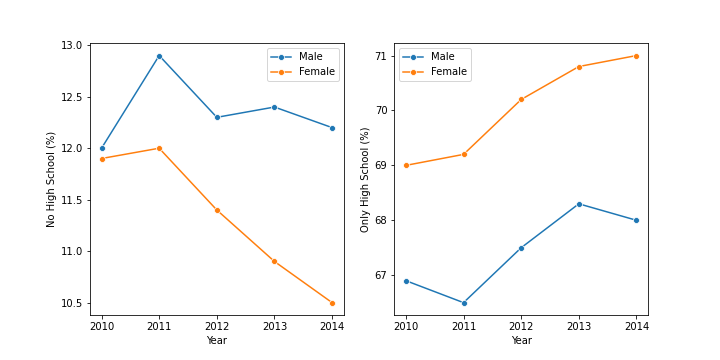 No High School (%)
13.0
12.5
12.0
11.5
11.0
10.5
2010 2011 2012 2013 2014
Year
Male
Female
Only High School (%)
71
70
69
68
67
2010 2011 2012 2013 2014
Year
Male
Female